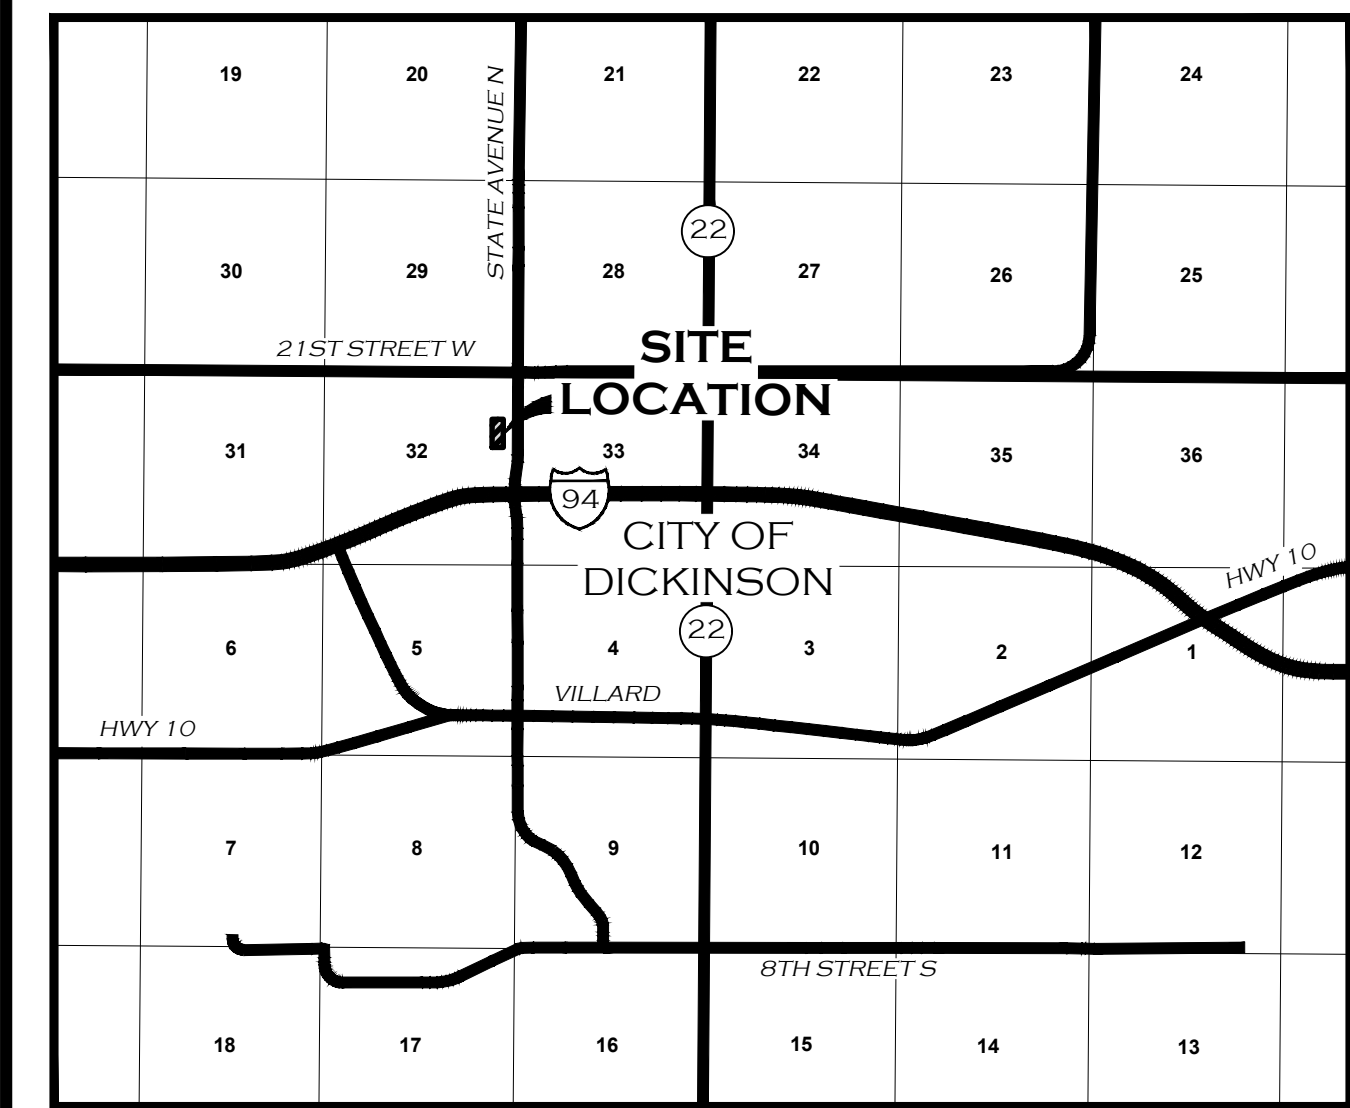 19 20 21 22 23 24
STATE AVENUE N
22
30 29 28 27 26 25
21ST STREET W
SITE
LOCATION
31 32 33 34 35 36
94
CITY OF
DICKINSON
HWY 10
22
6 5 4 3 2 1
VILLARD
HWY 10
7 8 9 10 11 12
8TH STREET S
18 17 16 15 14 13